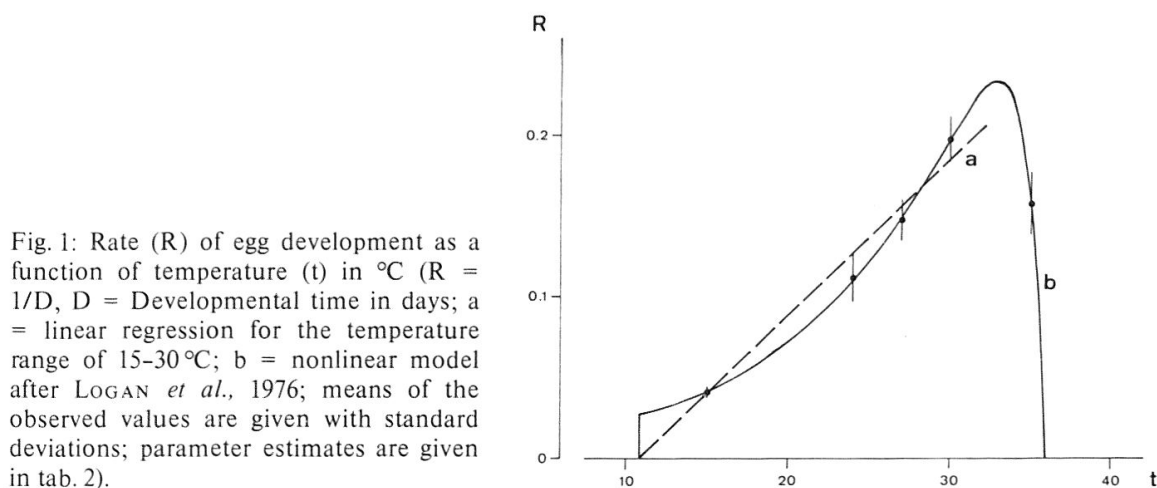 Fig. 1: Rate (R) of egg development as a
function of temperature (t) in °C (R =
1/D, D = Developmental time in days; a
= linear regression for the temperature
range of 15–30 °C; b = nonlinear model
after LOGAN et al., 1976; means of the
observed values are given with standard
deviations; parameter estimates are given
in tab. 2).
R
0.2
a
0.1
b
0
10 20 30 40 t